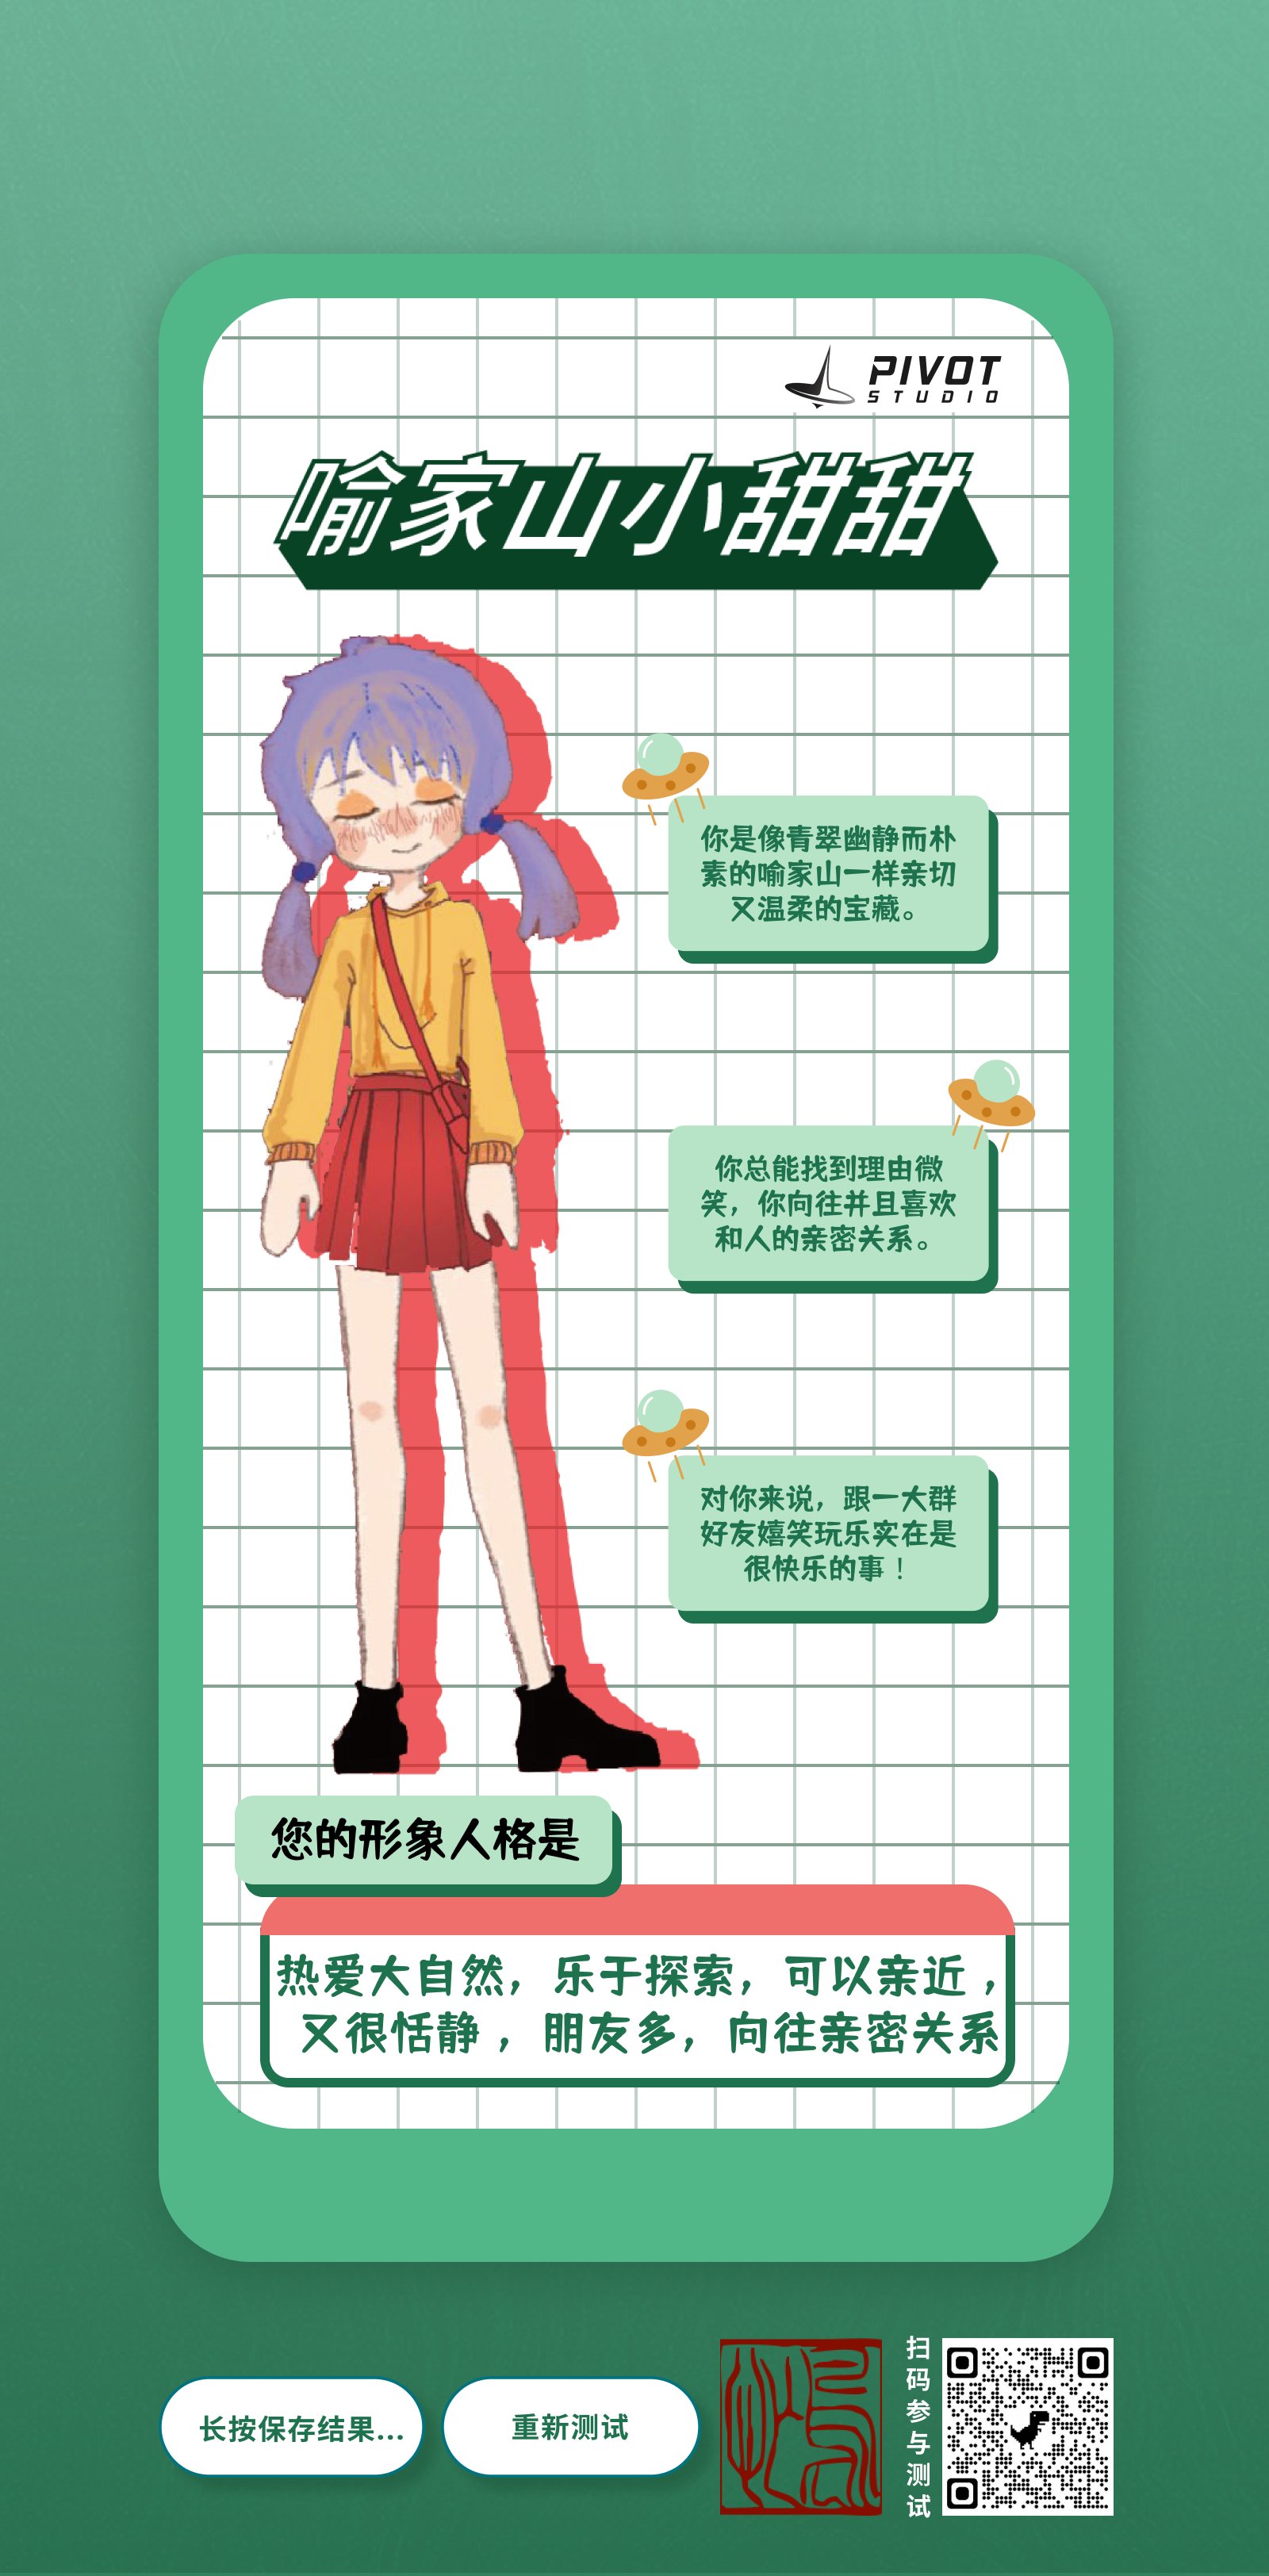 PIVOT
STUDIO
喻家山小甜甜
你是像青翠幽静而朴
素的喻家山一样亲切
又温柔的宝藏。
你总能找到理由微
笑，你向往并且喜欢
和人的亲密关系。
对你来说，跟一大群
好友嬉笑玩乐实在是
很快乐的事！
您的形象人格是
热爱大自然，乐于探索，可以亲近，
又很恬静，朋友多，向往亲密关系
长按保存结果...
重新测试
扫码参与测试